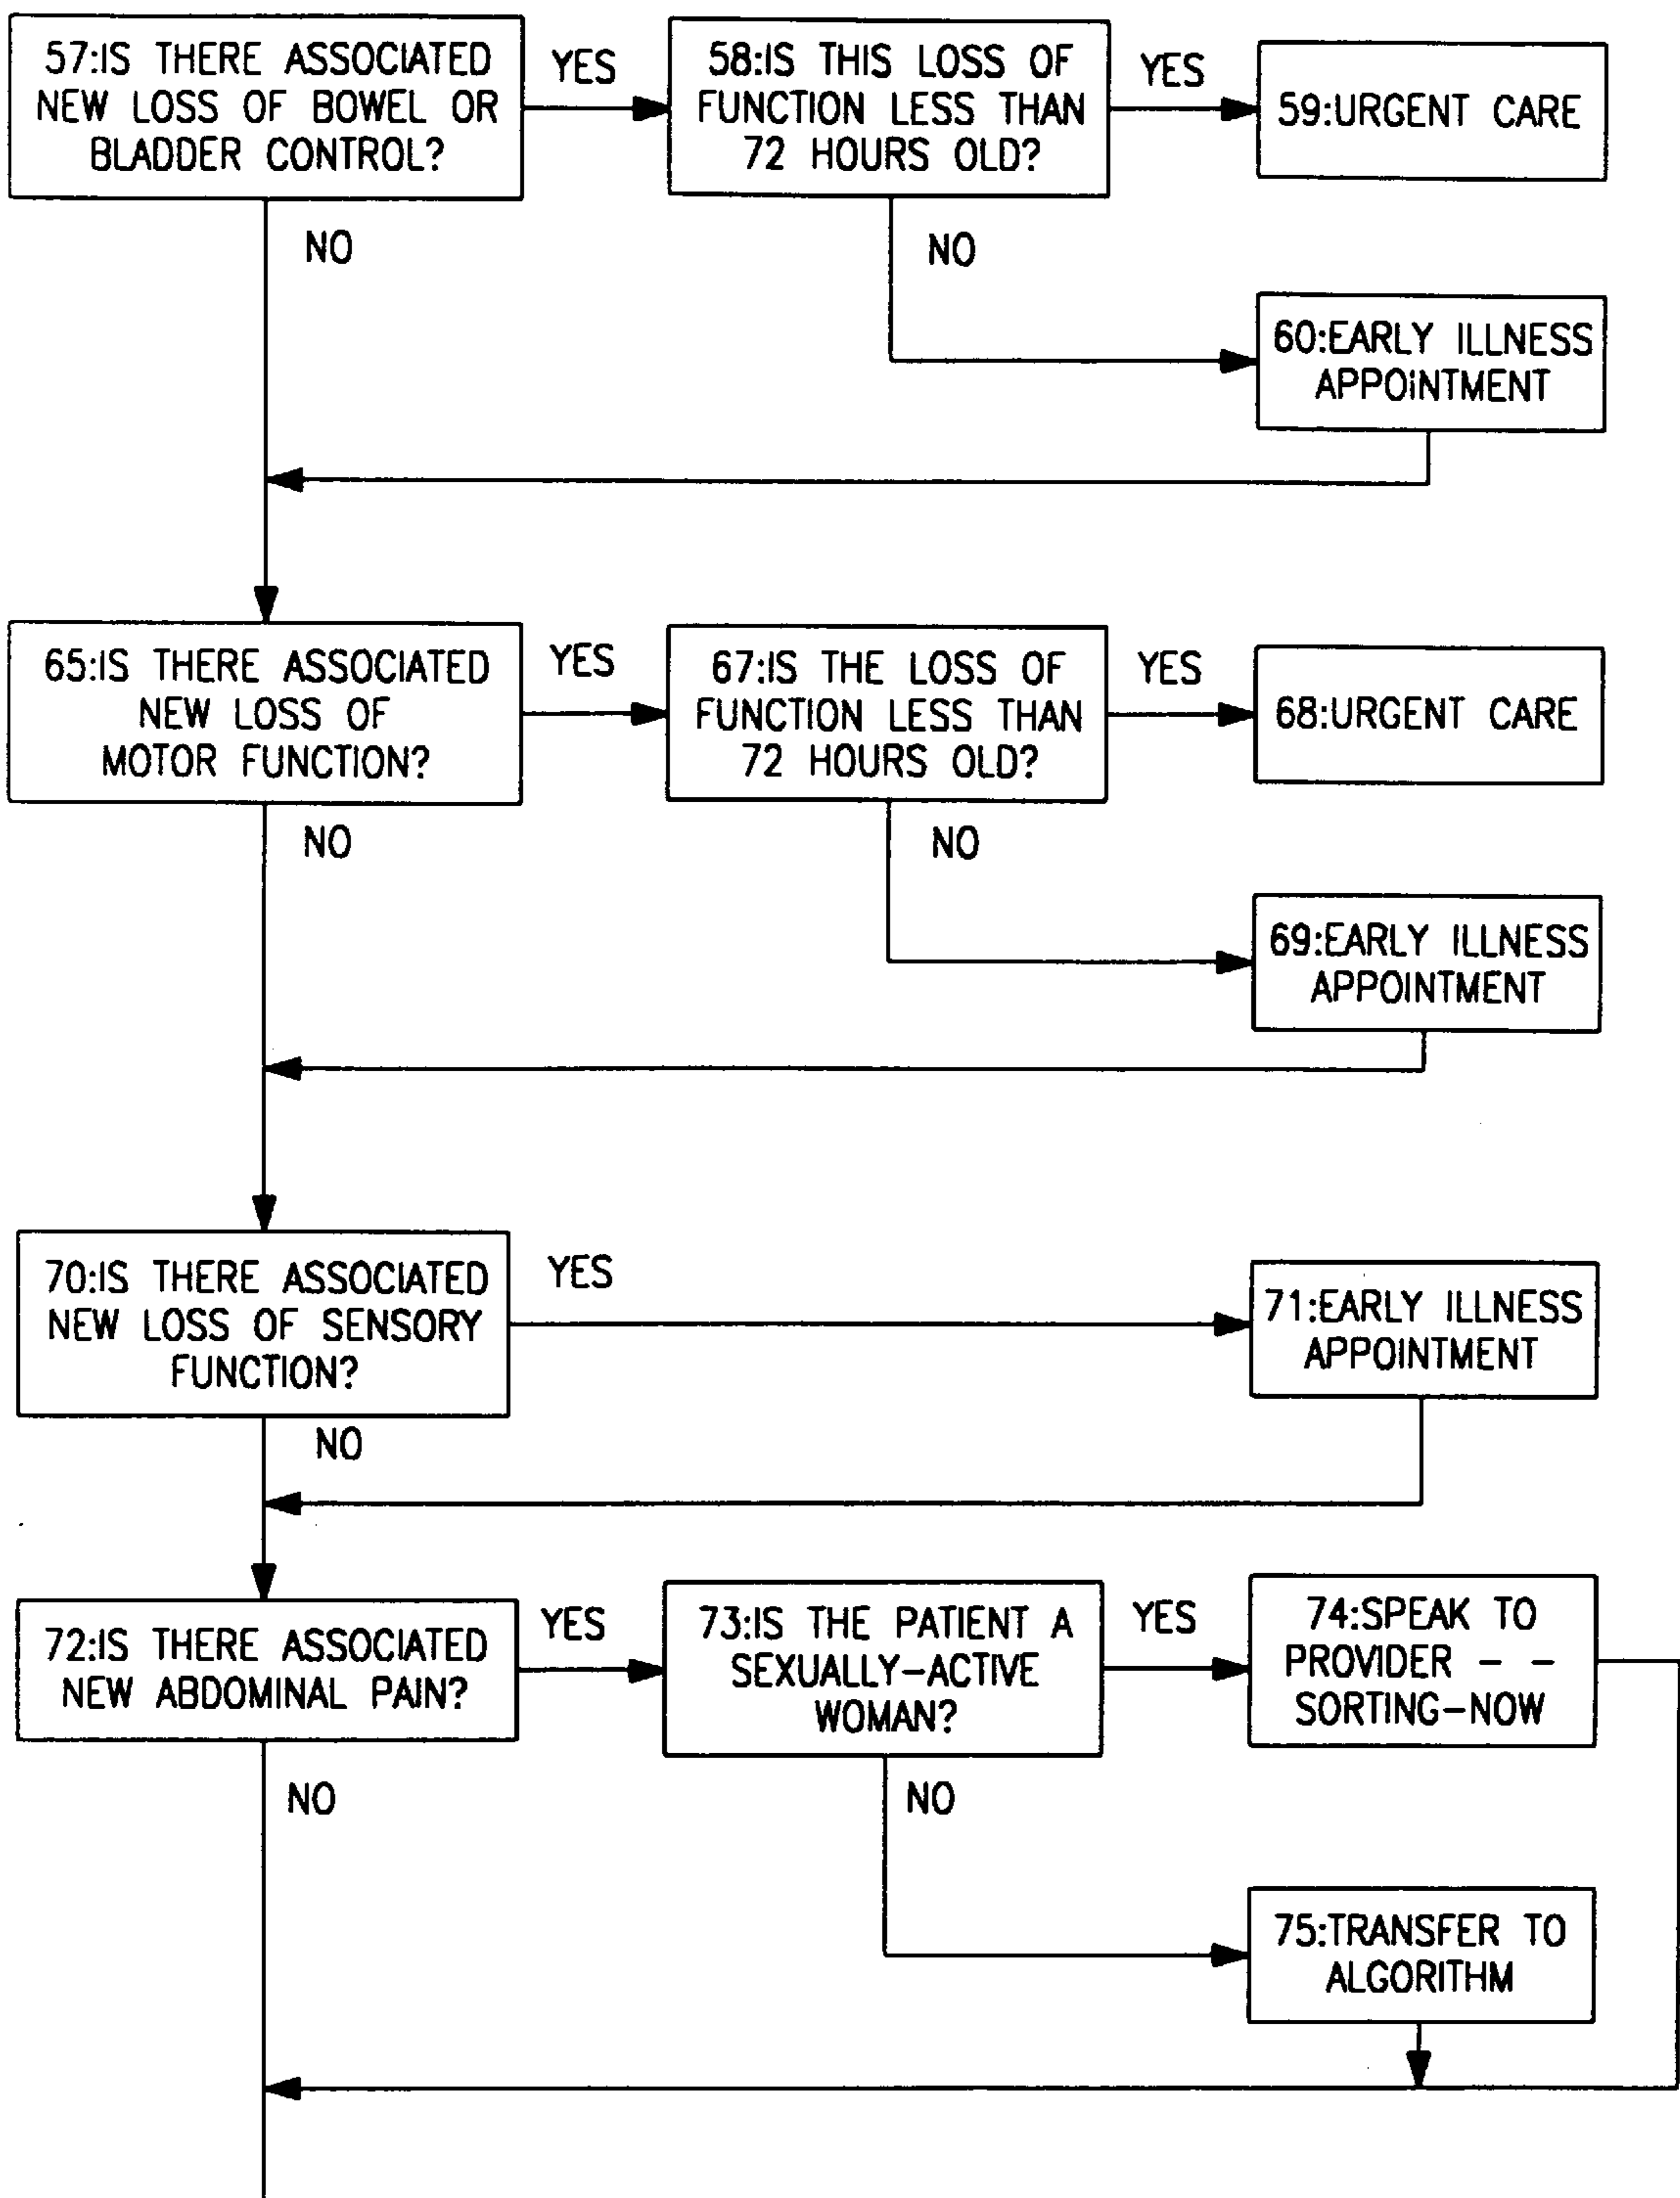 57:IS THERE ASSOCIATED
NEW LOSS OF BOWEL OR
BLADDER CONTROL?
YES
58:IS THIS LOSS OF
FUNCTION LESS THAN
72 HOURS OLD?
YES
59:URGENT CARE
NO
NO
60:EARLY ILLNESS
APPOINTMENT
65:IS THERE ASSOCIATED
NEW LOSS OF
MOTOR FUNCTION?
YES
67:IS THE LOSS OF
FUNCTION LESS THAN
72 HOURS OLD?
YES
68:URGENT CARE
NO
NO
69:EARLY ILLNESS
APPOINTMENT
70:IS THERE ASSOCIATED
NEW LOSS OF SENSORY
FUNCTION?
YES
71:EARLY ILLNESS
APPOINTMENT
NO
72:IS THERE ASSOCIATED
NEW ABDOMINAL PAIN?
YES
73:IS THE PATIENT A
SEXUALLY-ACTIVE
WOMAN?
YES
74:SPEAK TO
PROVIDER - -
SORTING-NOW
NO
NO
75:TRANSFER TO
ALGORITHM